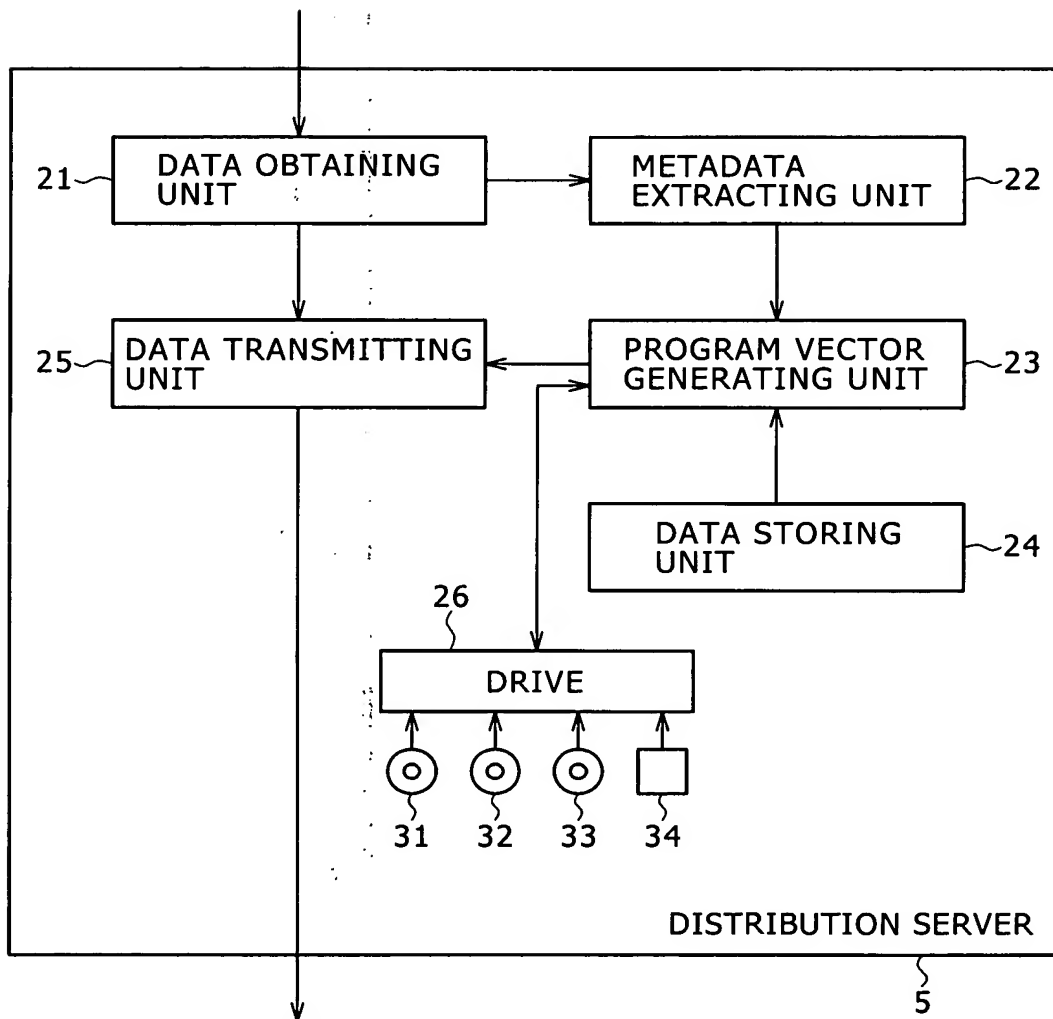 21
DATA OBTAINING
UNIT
METADATA
EXTRACTING UNIT
22
25
DATA TRANSMITTING
UNIT
PROGRAM VECTOR
GENERATING UNIT
23
DATA STORING
UNIT
24
26
DRIVE
31
32
33
34
DISTRIBUTION SERVER
5